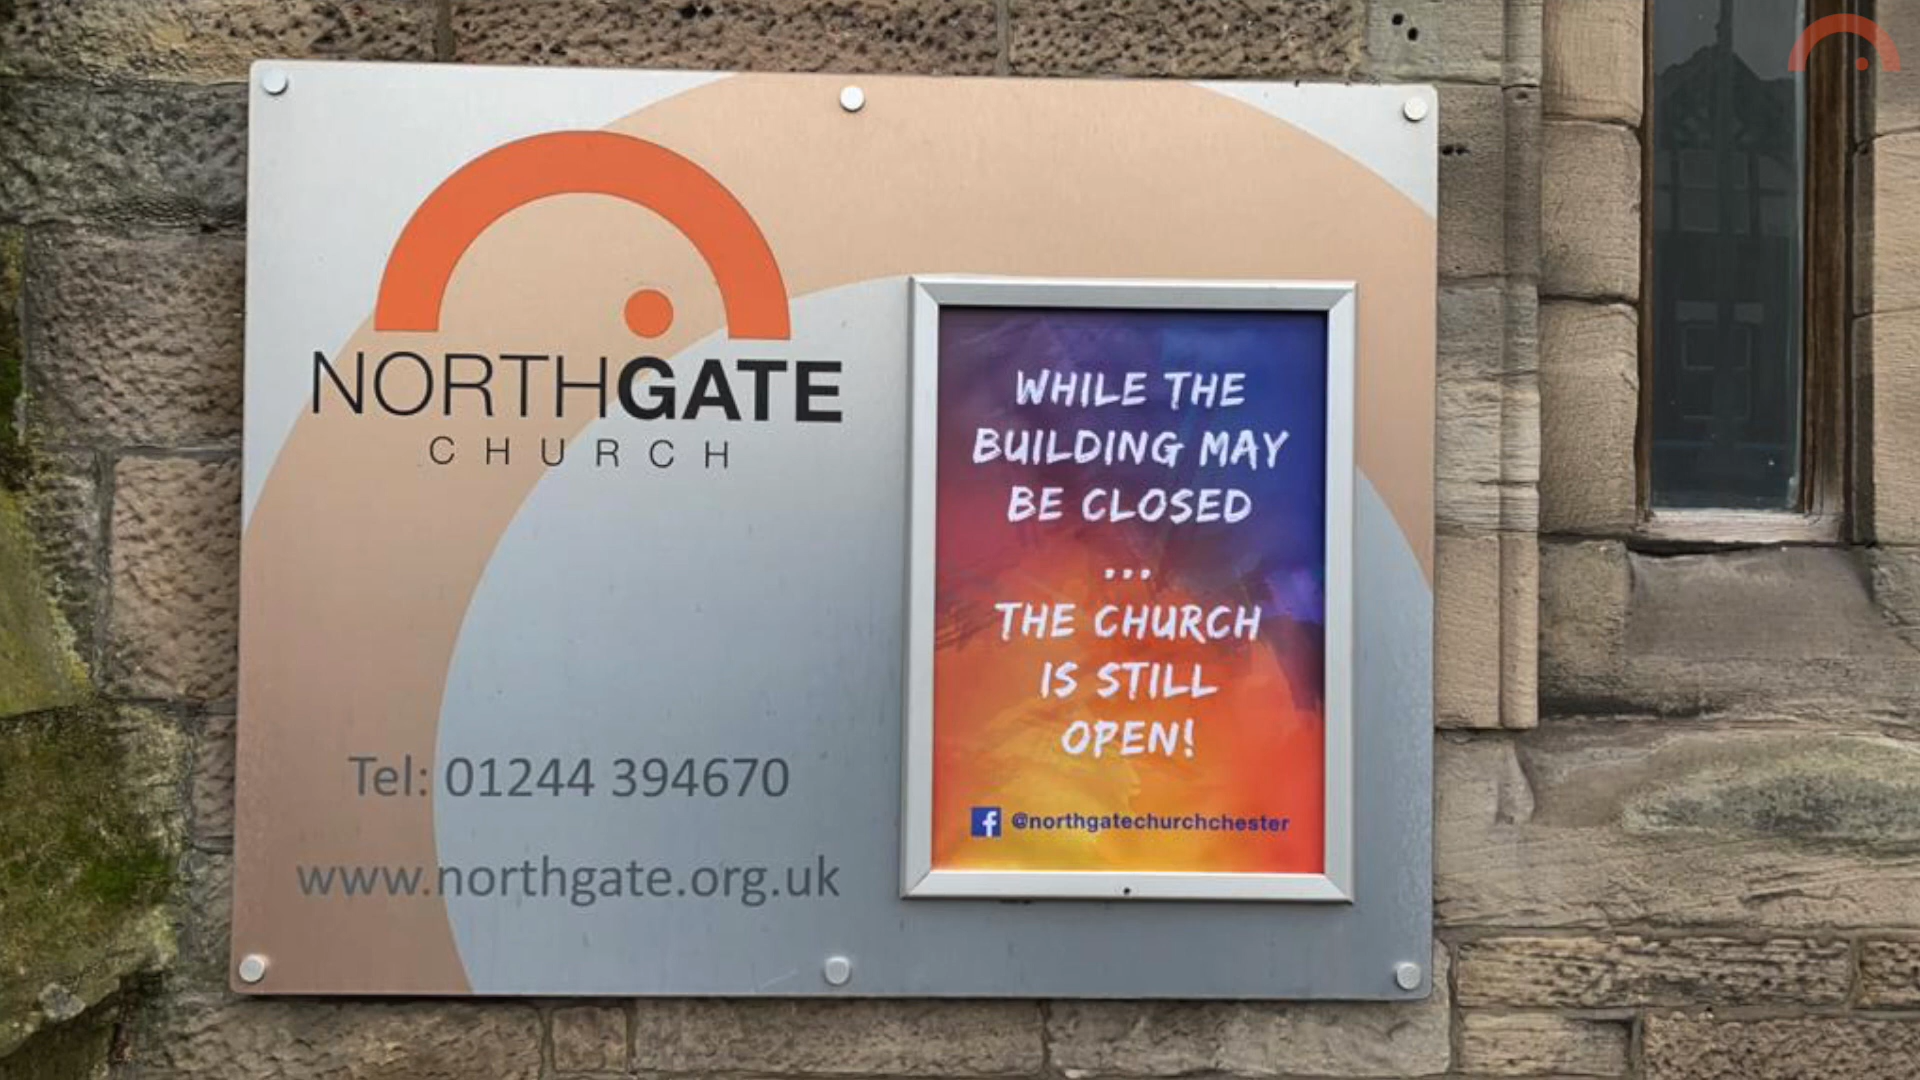 NORTHGATE
CHURCH
Tel: 01244 394670
www.northgate.org.uk
WHILE THE
BUILDING MAY
BE CLOSED
...
THE CHURCH
IS STILL
OPEN!
f @northgatechurchchester